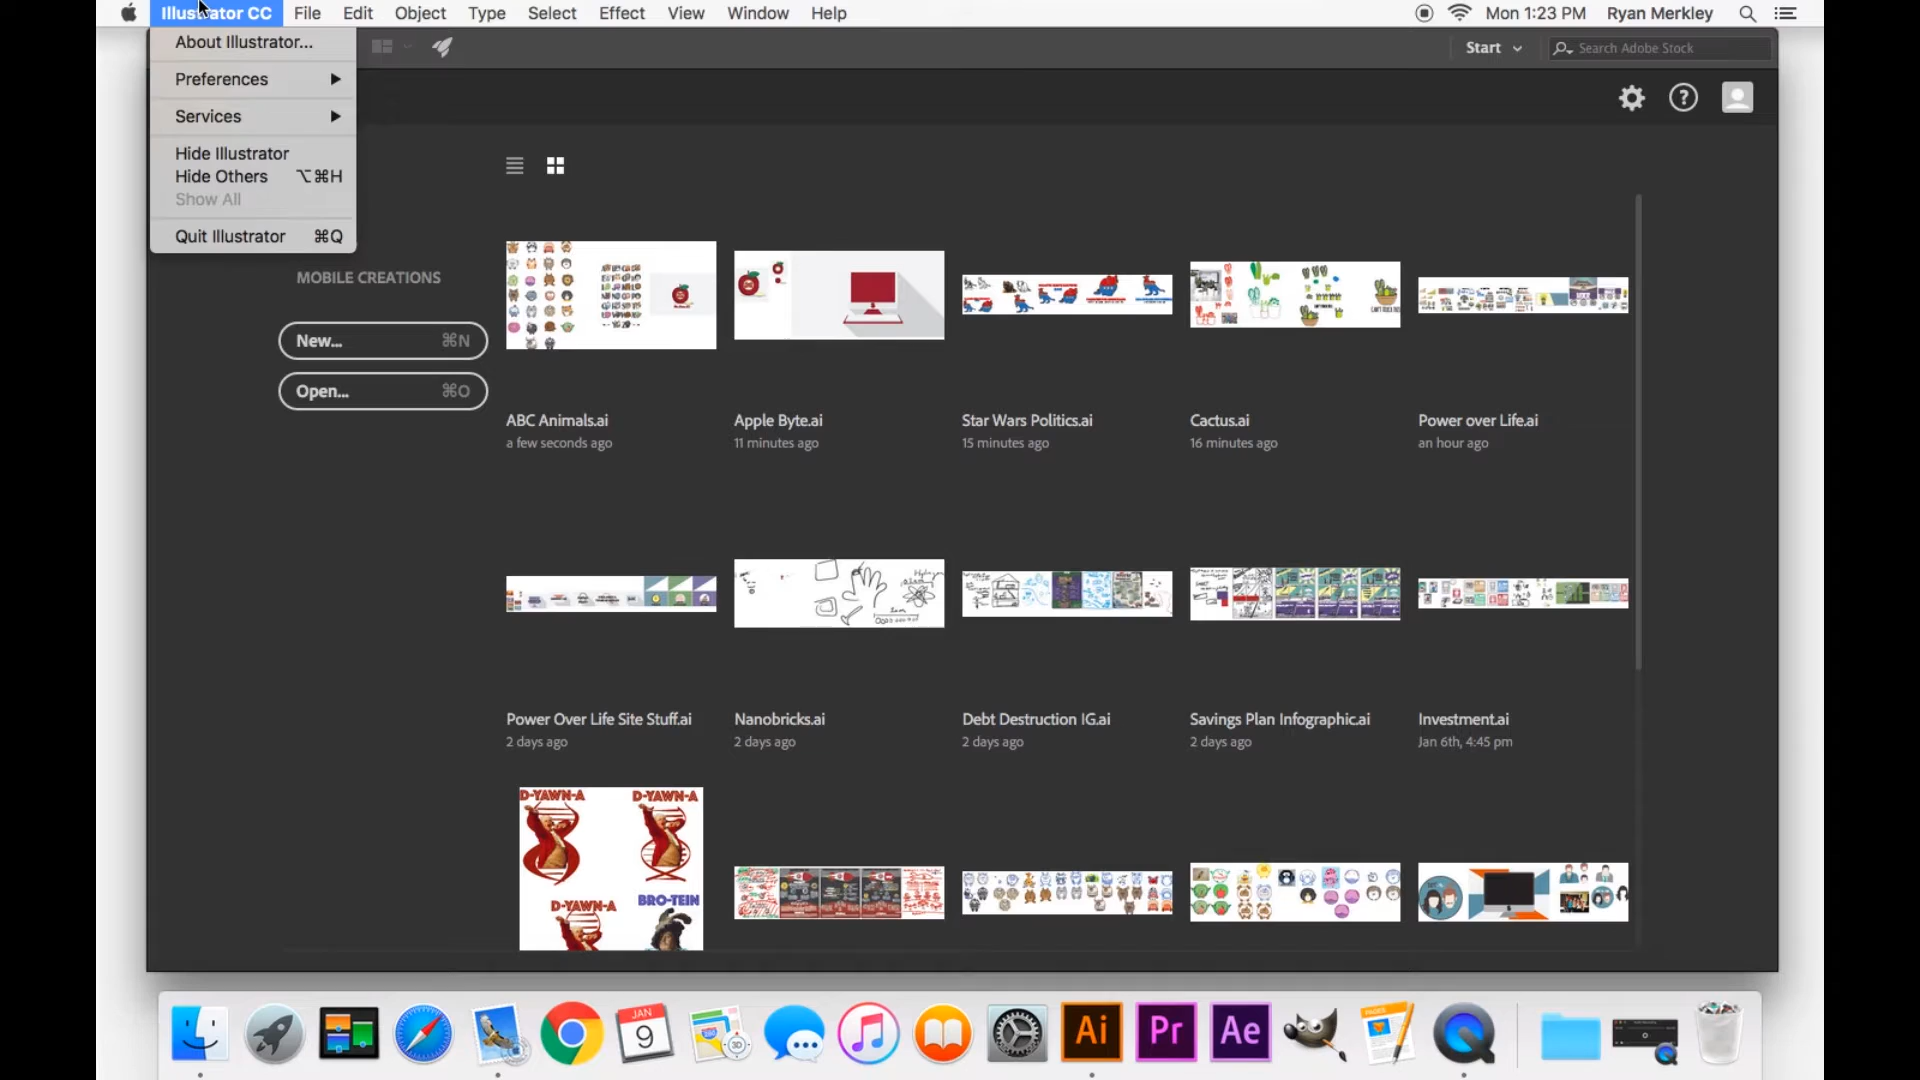 Illustrator CC File Edit Object Type Select Effect View Window Help Mon 1:23 PM Ryan Merkley
About Illustrator...
Preferences
Services
Hide Illustrator
Hide Others ⌥⌘H
Show All
Quit Illustrator ⌘Q
Start Search Adobe Stock
MOBILE CREATIONS
New... ⌘N
Open... ⌘O
ABC Animals.ai
a few seconds ago
Apple Byte.ai
11 minutes ago
Star Wars Politics.ai
15 minutes ago
Cactus.ai
16 minutes ago
Power over Life.ai
an hour ago
Power Over Life Site Stuff.ai
2 days ago
Nanobricks.ai
2 days ago
Debt Destruction IG.ai
2 days ago
Savings Plan Infographic.ai
2 days ago
Investment.ai
Jan 6th, 4:45 pm
D-YAWN-A D-YAWN-A
D-YAWN-A BRO-TEIN
JAN
9
3D
Ai Pr Ae
PAGES